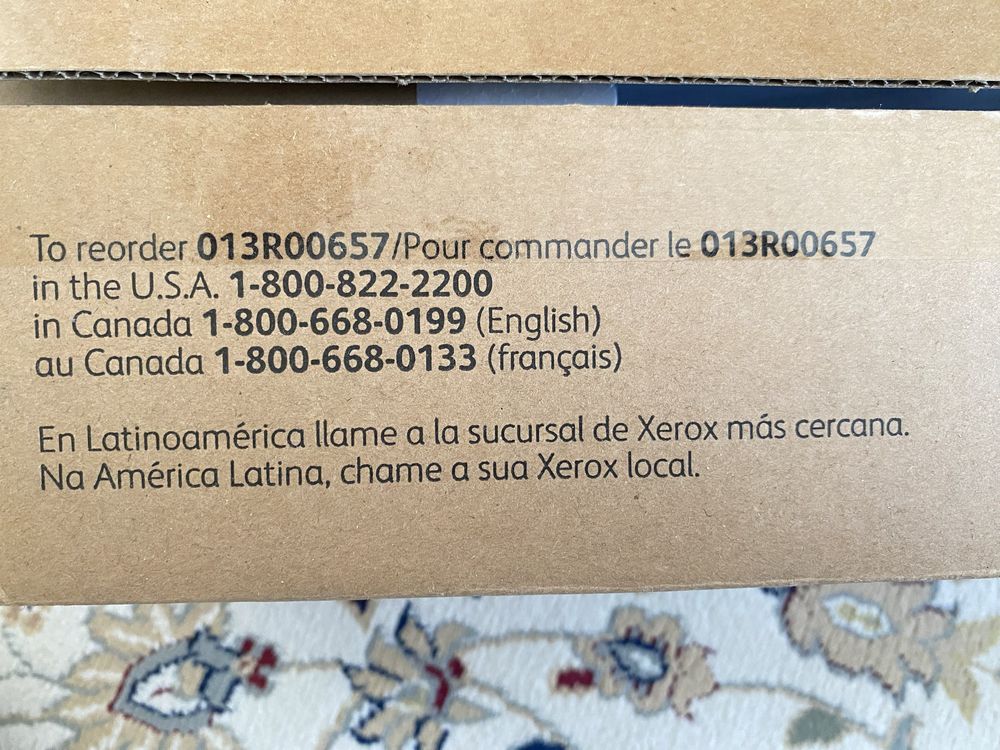 To reorder 013R00657/Pour commander le 013R00657
in the U.S.A. 1-800-822-2200
in Canada 1-800-668-0199 (English)
au Canada 1-800-668-0133 (français)
En Latinoamérica llame a la sucursal de Xerox más cercana.
Na América Latina, chame a sua Xerox local.